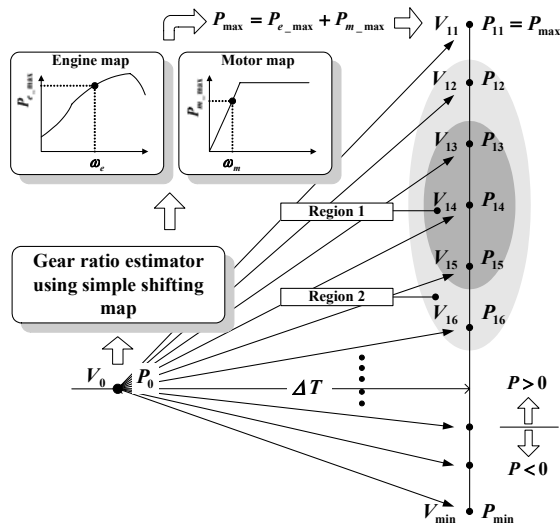 P_max = P_e_max + P_m_max
V_11 P_11 = P_max
Engine map
P_e_max
ω_e
Motor map
P_m_max
ω_m
V_12 P_12
V_13 P_13
Region 1
V_14 P_14
Gear ratio estimator
using simple shifting
map
V_15 P_15
Region 2
V_16 P_16
V_0 P_0
ΔT
P>0
P<0
V_min P_min